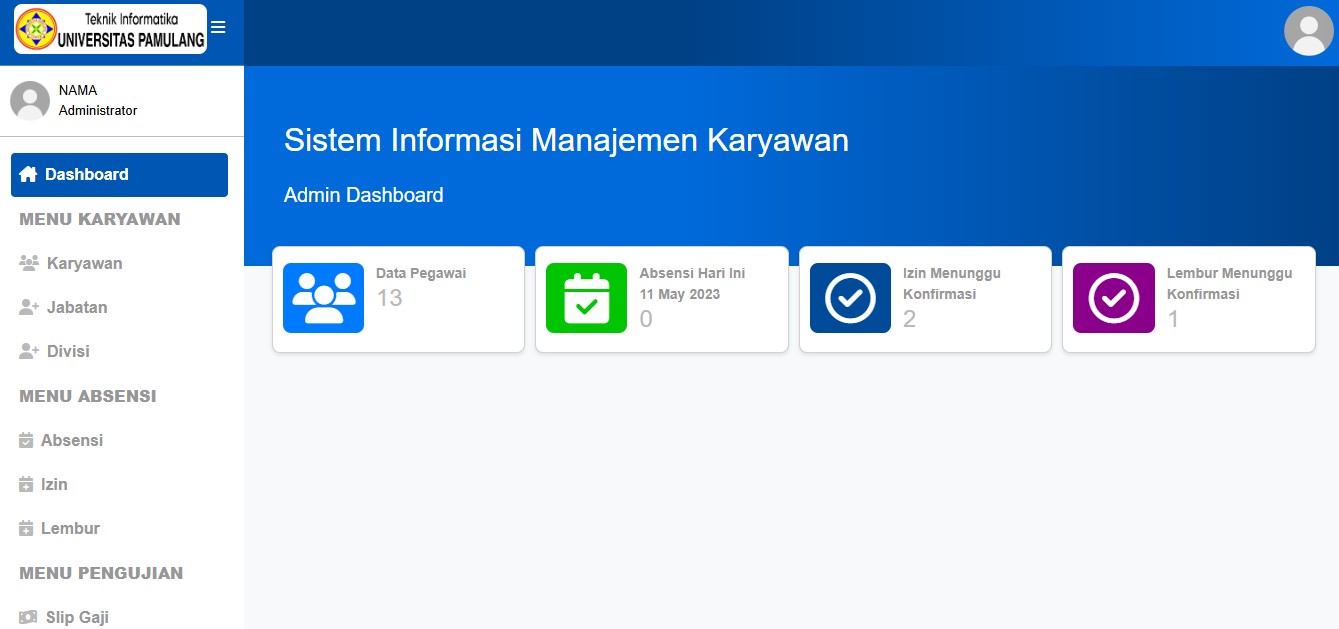 Teknik Informatika
UNIVERSITAS PAMULANG
NAMA
Administrator
Dashboard
MENU KARYAWAN
Karyawan
Jabatan
Divisi
MENU ABSENSI
Absensi
Izin
Lembur
MENU PENGUJIAN
Slip Gaji
Sistem Informasi Manajemen Karyawan
Admin Dashboard
Data Pegawai
13
Absensi Hari Ini
11 May 2023
0
Izin Menunggu
Konfirmasi
2
Lembur Menunggu
Konfirmasi
1